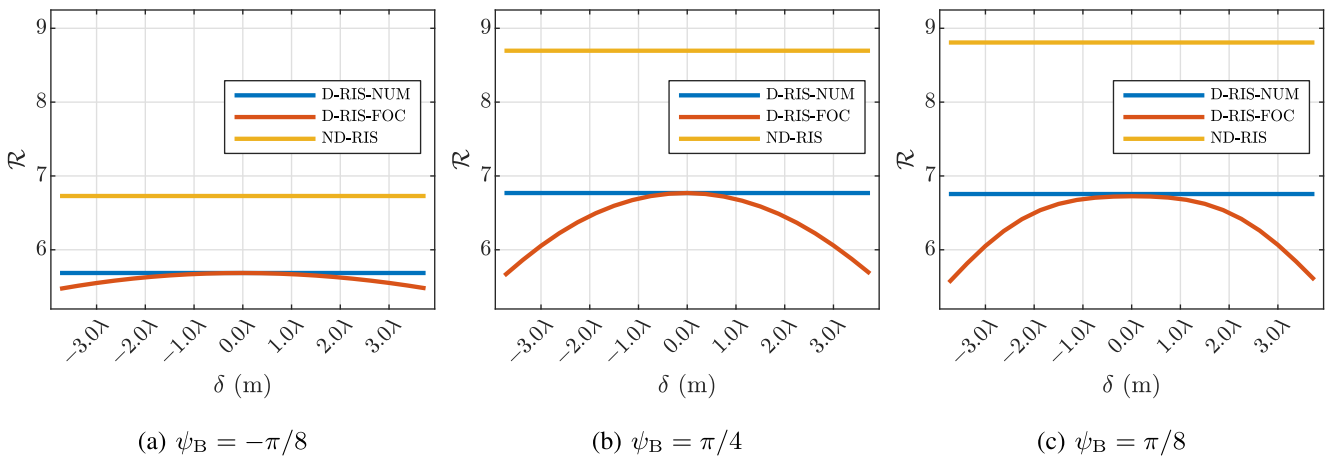 9
8
7
6
R
D-RIS-NUM
D-RIS-FOC
ND-RIS
−3.0λ
−2.0λ
−1.0λ
0.0λ
1.0λ
2.0λ
3.0λ
δ (m)
(a) ψ_B = −π/8
9
8
7
6
R
D-RIS-NUM
D-RIS-FOC
ND-RIS
−3.0λ
−2.0λ
−1.0λ
0.0λ
1.0λ
2.0λ
3.0λ
δ (m)
(b) ψ_B = π/4
9
8
7
6
R
D-RIS-NUM
D-RIS-FOC
ND-RIS
−3.0λ
−2.0λ
−1.0λ
0.0λ
1.0λ
2.0λ
3.0λ
δ (m)
(c) ψ_B = π/8